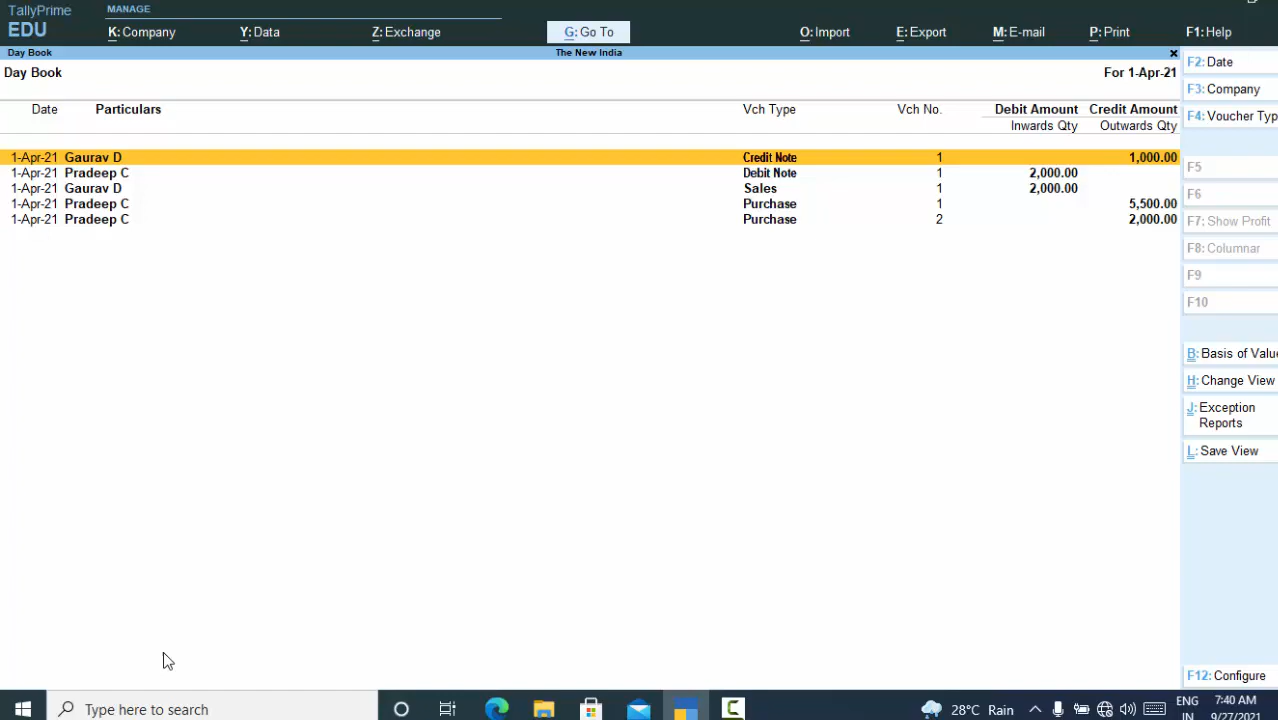 TallyPrime
EDU
MANAGE
K: Company
Y: Data
Z: Exchange
G: Go To
O: Import
E: Export
M: E-mail
P: Print
F1: Help
Day Book
The New India
Day Book
For 1-Apr-21
Date Particulars Vch Type Vch No. Debit Amount Credit Amount
Inwards Qty Outwards Qty
1-Apr-21 Gaurav D Credit Note 1 1,000.00
1-Apr-21 Pradeep C Debit Note 1 2,000.00
1-Apr-21 Gaurav D Sales 1 2,000.00
1-Apr-21 Pradeep C Purchase 1 5,500.00
1-Apr-21 Pradeep C Purchase 2 2,000.00
F2: Date
F3: Company
F4: Voucher Typ
F5
F6
F7: Show Profit
F8: Columnar
F9
F10
B: Basis of Valu
H: Change View
J: Exception
Reports
L: Save View
F12: Configure
Type here to search
28°C Rain
ENG
IN
7:40 AM
9/27/2021